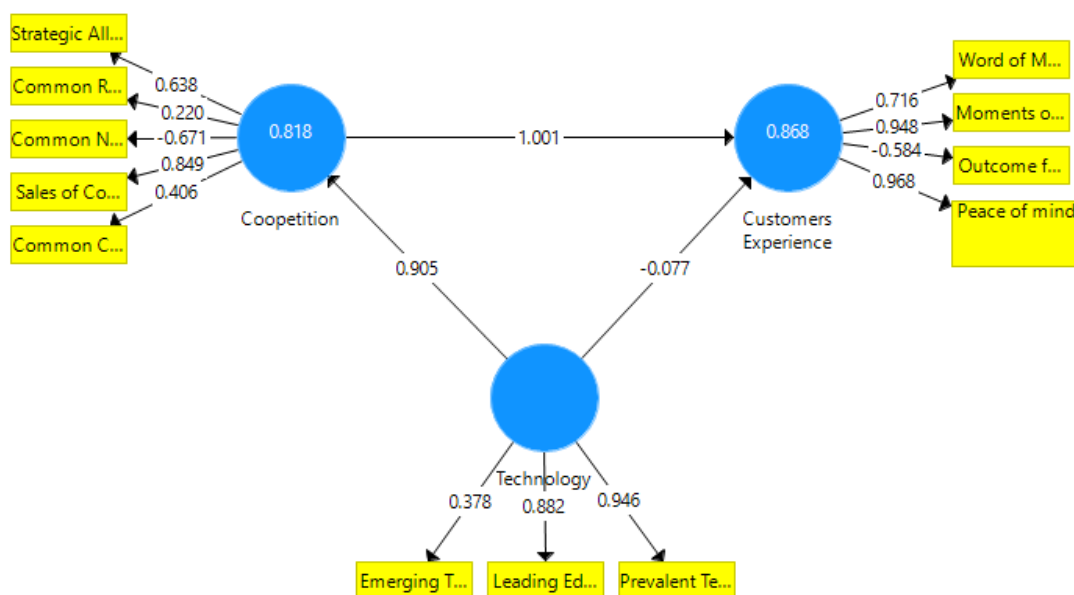 Strategic All...
Common R...
Common N...
Sales of Co...
Common C...
0.638
0.220
-0.671
0.849
0.406
0.818
Coopetition
1.001
0.868
Customers
Experience
0.716
0.948
-0.584
0.968
Word of M...
Moments o...
Outcome f...
Peace of mind
0.905
-0.077
Technology
0.378
0.882
0.946
Emerging T...
Leading Ed...
Prevalent Te...